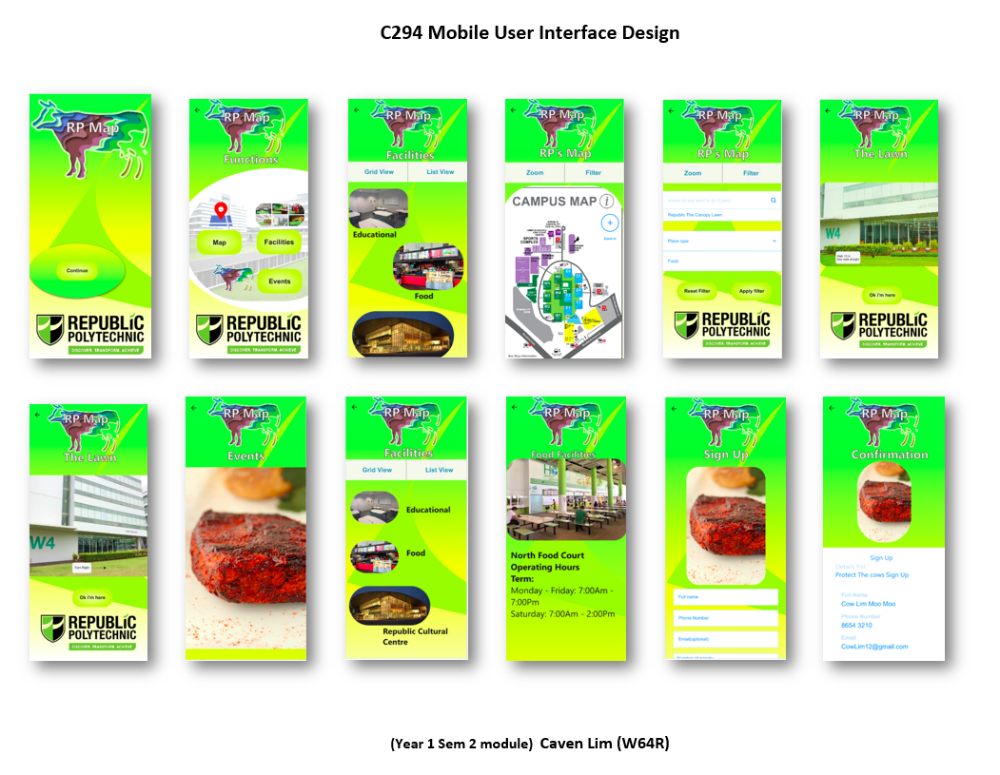 C294 Mobile User Interface Design
RP Map
Continue
REPUBLIC
POLYTECHNIC
DISCOVER. TRANSFORM. ACHIEVE
RP Map
Functions
Map
Facilities
Events
REPUBLIC
POLYTECHNIC
DISCOVER. TRANSFORM. ACHIEVE
RP Map
Facilities
Grid View
List View
Educational
Food
RP Map
RP's Map
Zoom
Filter
CAMPUS MAP i
SPORTS
COMPLEX
RP Map
RP's Map
Zoom
Filter
Republic The Canopy Lawn
Place type
Food
Reset Filter
Apply filter
REPUBLIC
POLYTECHNIC
DISCOVER. TRANSFORM. ACHIEVE
RP Map
The Lawn
W4
Ok i'm here
REPUBLIC
POLYTECHNIC
DISCOVER. TRANSFORM. ACHIEVE
RP Map
The Lawn
W4
Turn Right
Ok i'm here
REPUBLIC
POLYTECHNIC
DISCOVER. TRANSFORM. ACHIEVE
RP Map
Events
RP Map
Facilities
Grid View
List View
Educational
Food
Republic Cultural
Centre
RP Map
Food Facilities
North Food Court
Operating Hours
Term:
Monday - Friday: 7:00Am -
7:00Pm
Saturday: 7:00Am - 2:00Pm
RP Map
Sign Up
Full name
Phone Number
Email(optional)
RP Map
Confirmation
Sign Up
Details For
Protect The cows Sign Up
Full Name
Cow Lim Moo Moo
Phone Number
8654 3210
Email
CowLim12@gmail.com
(Year 1 Sem 2 module) Caven Lim (W64R)